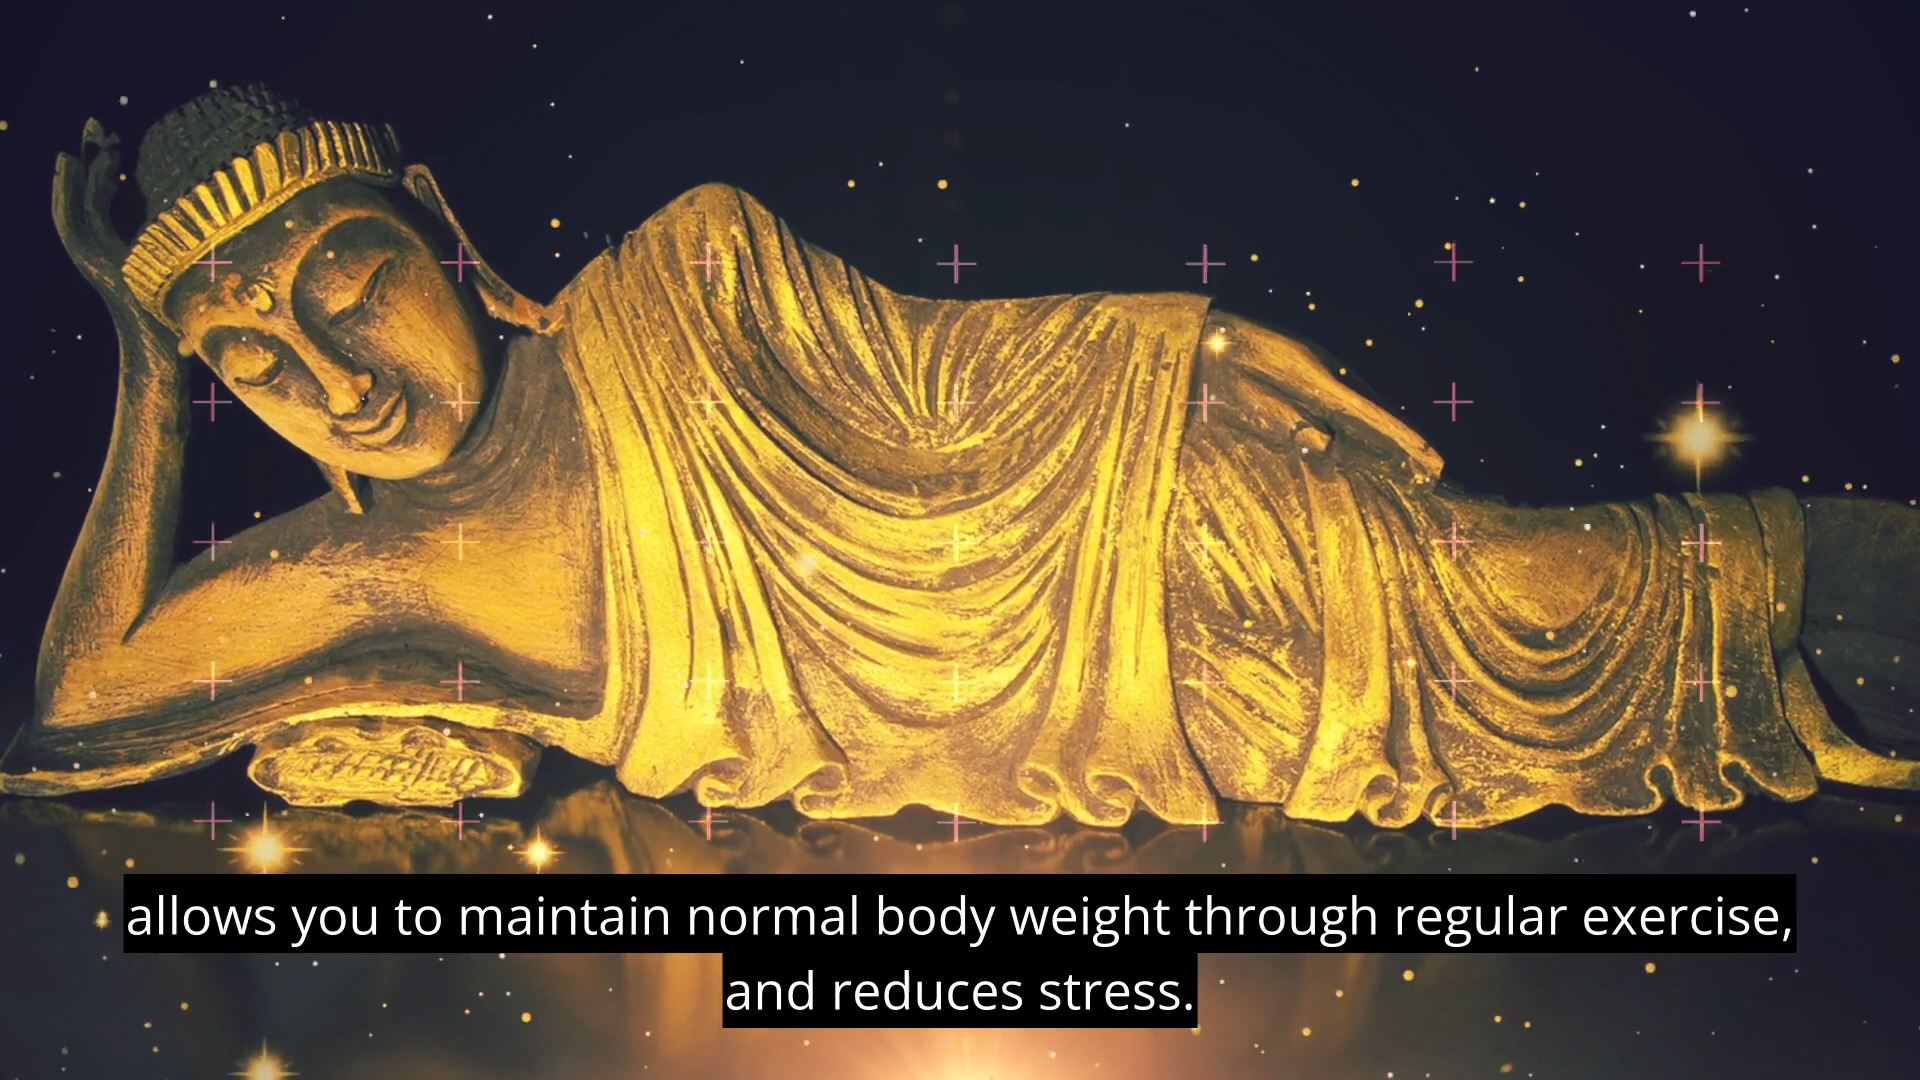 allows you to maintain normal body weight through regular exercise,
and reduces stress.